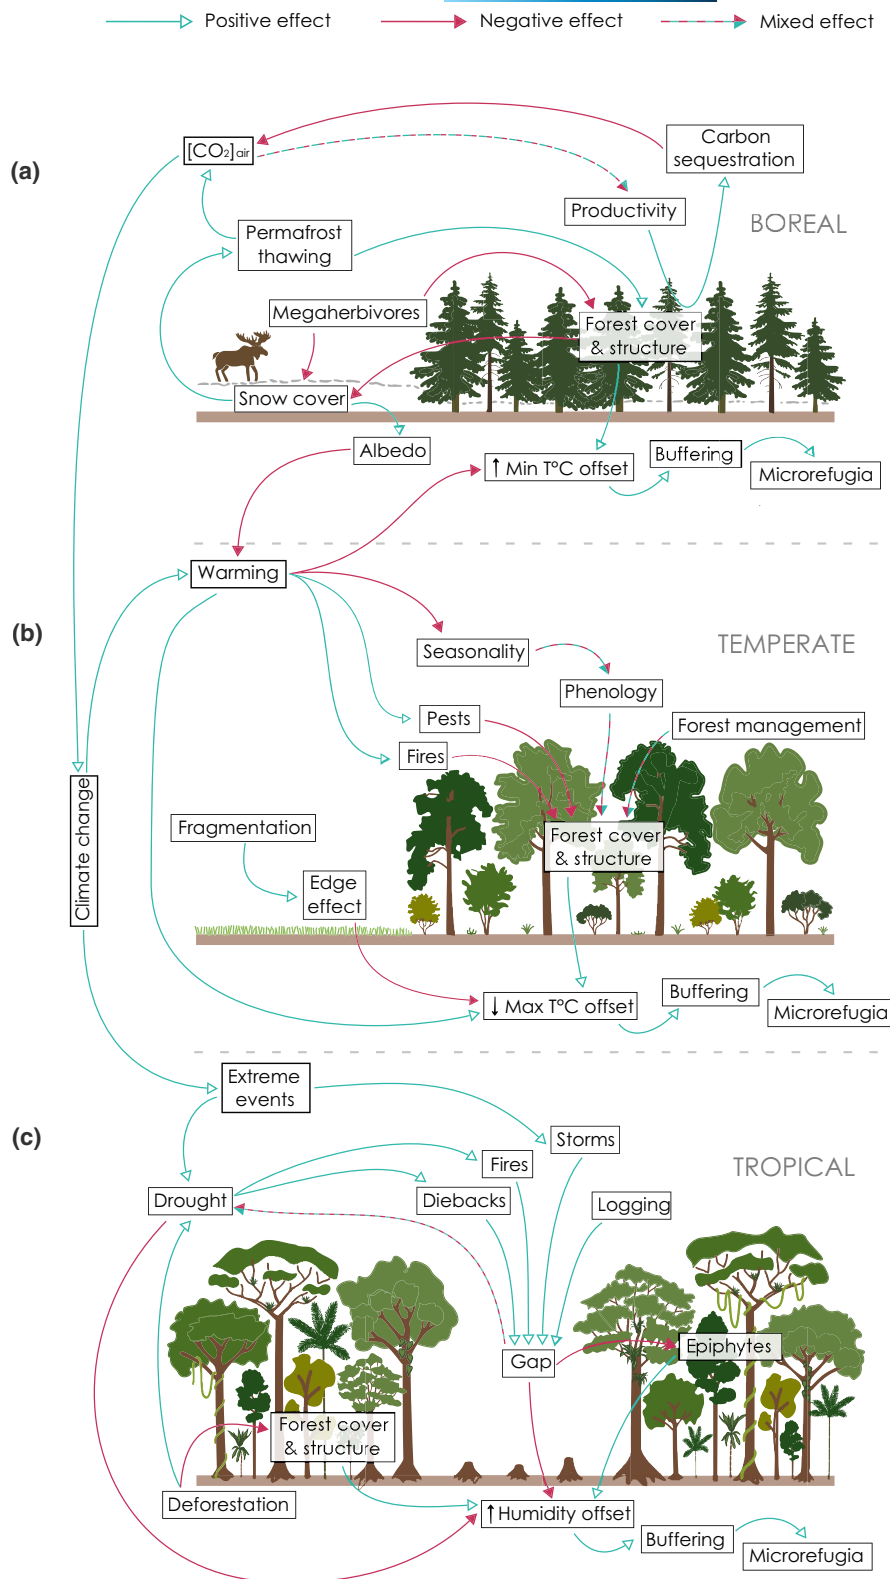 Positive effect
Negative effect
Mixed effect
(a)
[CO₂]air
Carbon
sequestration
Productivity
BOREAL
Permafrost
thawing
Megaherbivores
Forest cover
& structure
Snow cover
Albedo
↑ Min T°C offset
Buffering
Microrefugia
Warming
(b)
TEMPERATE
Seasonality
Phenology
Pests
Forest management
Fires
Climate change
Fragmentation
Forest cover
& structure
Edge
effect
↓ Max T°C offset
Buffering
Microrefugia
Extreme
events
(c)
Storms
TROPICAL
Fires
Drought
Diebacks
Logging
Gap
Epiphytes
Forest cover
& structure
Deforestation
↑ Humidity offset
Buffering
Microrefugia